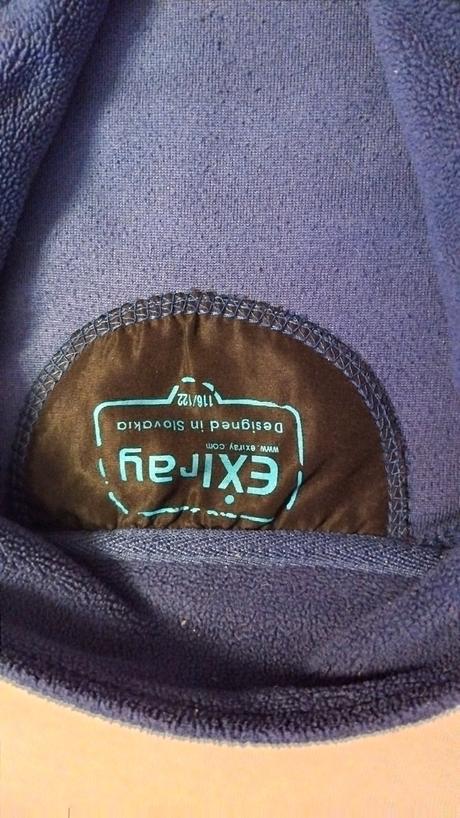 eXIray
www.exiray.com
Designed in Slovakia
116/122